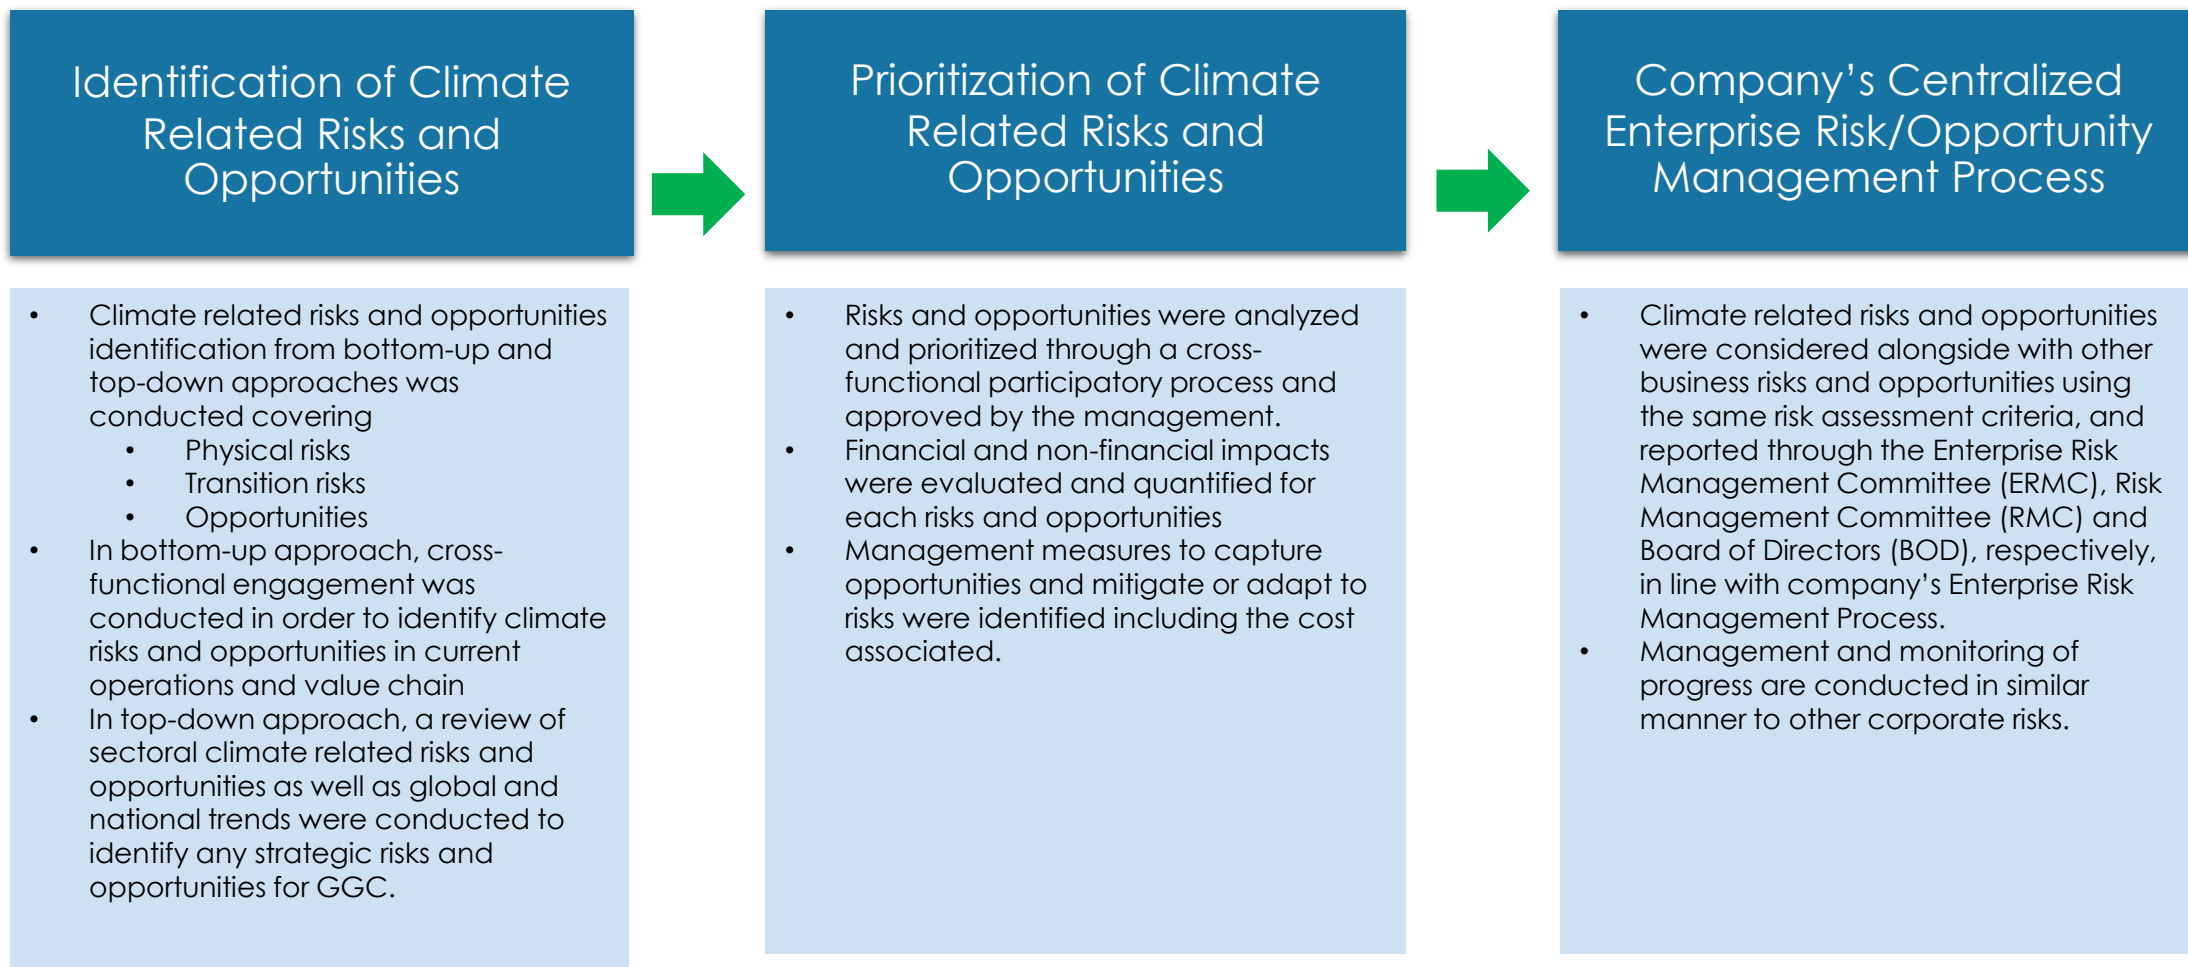 Identification of Climate
Related Risks and
Opportunities
• Climate related risks and opportunities
identification from bottom-up and
top-down approaches was
conducted covering
• Physical risks
• Transition risks
• Opportunities
• In bottom-up approach, cross-
functional engagement was
conducted in order to identify climate
risks and opportunities in current
operations and value chain
• In top-down approach, a review of
sectoral climate related risks and
opportunities as well as global and
national trends were conducted to
identify any strategic risks and
opportunities for GGC.
Prioritization of Climate
Related Risks and
Opportunities
• Risks and opportunities were analyzed
and prioritized through a cross-
functional participatory process and
approved by the management.
• Financial and non-financial impacts
were evaluated and quantified for
each risks and opportunities
• Management measures to capture
opportunities and mitigate or adapt to
risks were identified including the cost
associated.
Company’s Centralized
Enterprise Risk/Opportunity
Management Process
• Climate related risks and opportunities
were considered alongside with other
business risks and opportunities using
the same risk assessment criteria, and
reported through the Enterprise Risk
Management Committee (ERMC), Risk
Management Committee (RMC) and
Board of Directors (BOD), respectively,
in line with company’s Enterprise Risk
Management Process.
• Management and monitoring of
progress are conducted in similar
manner to other corporate risks.